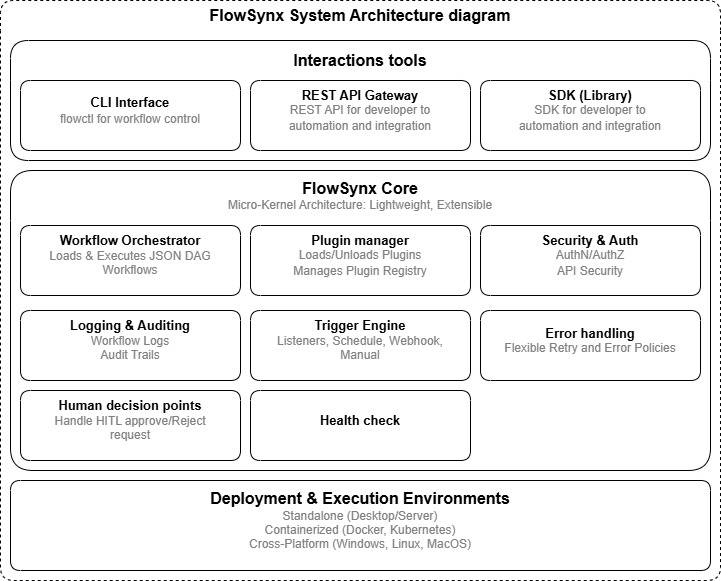 FlowSynx System Architecture diagram
Interactions tools
CLI Interface
flowctl for workflow control
REST API Gateway
REST API for developer to
automation and integration
SDK (Library)
SDK for developer to
automation and integration
FlowSynx Core
Micro-Kernel Architecture: Lightweight, Extensible
Workflow Orchestrator
Loads & Executes JSON DAG
Workflows
Plugin manager
Loads/Unloads Plugins
Manages Plugin Registry
Security & Auth
AuthN/AuthZ
API Security
Logging & Auditing
Workflow Logs
Audit Trails
Trigger Engine
Listeners, Schedule, Webhook,
Manual
Error handling
Flexible Retry and Error Policies
Human decision points
Handle HITL approve/Reject
request
Health check
Deployment & Execution Environments
Standalone (Desktop/Server)
Containerized (Docker, Kubernetes)
Cross-Platform (Windows, Linux, MacOS)